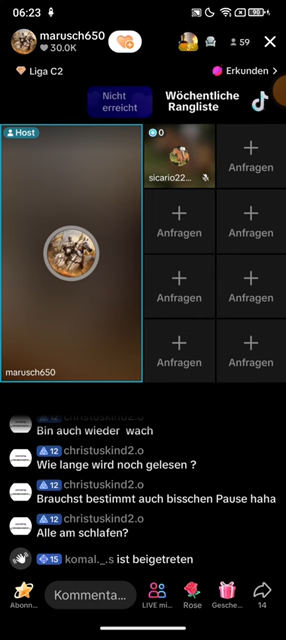 06:23
90
marusch650
30.0K
59
Liga C2
Erkunden >
Nicht
erreicht
Wöchentliche
Rangliste
Host
0
Anfragen
sicario22...
marusch650
Anfragen
Anfragen
Anfragen
Anfragen
Anfragen
Anfragen
12 christuskind2.o
Bin auch wieder wach
12 christuskind2.o
Wie lange wird noch gelesen ?
12 christuskind2.o
Brauchst bestimmt auch bisschen Pause haha
12 christuskind2.o
Alle am schlafen?
15 komal._.s ist beigetreten
Kommenta...
Abonn...
LIVE mi...
Rose
Gesche...
14